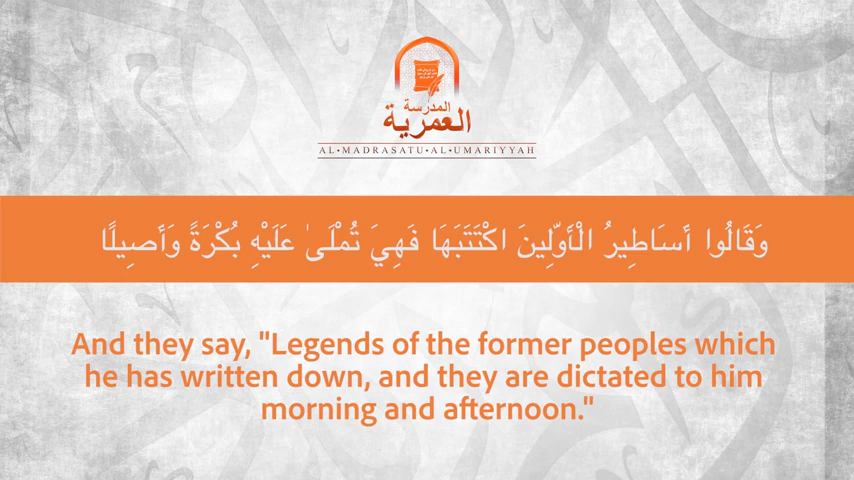 المدرسة
العمرية
AL•MADRASATU•AL•UMARIYYAH
وَقَالُوا أَسَاطِيرُ الْأَوَّلِينَ اكْتَتَبَهَا فَهِيَ تُمْلَىٰ عَلَيْهِ بُكْرَةً وَأَصِيلًا
And they say, "Legends of the former peoples which
he has written down, and they are dictated to him
morning and afternoon."